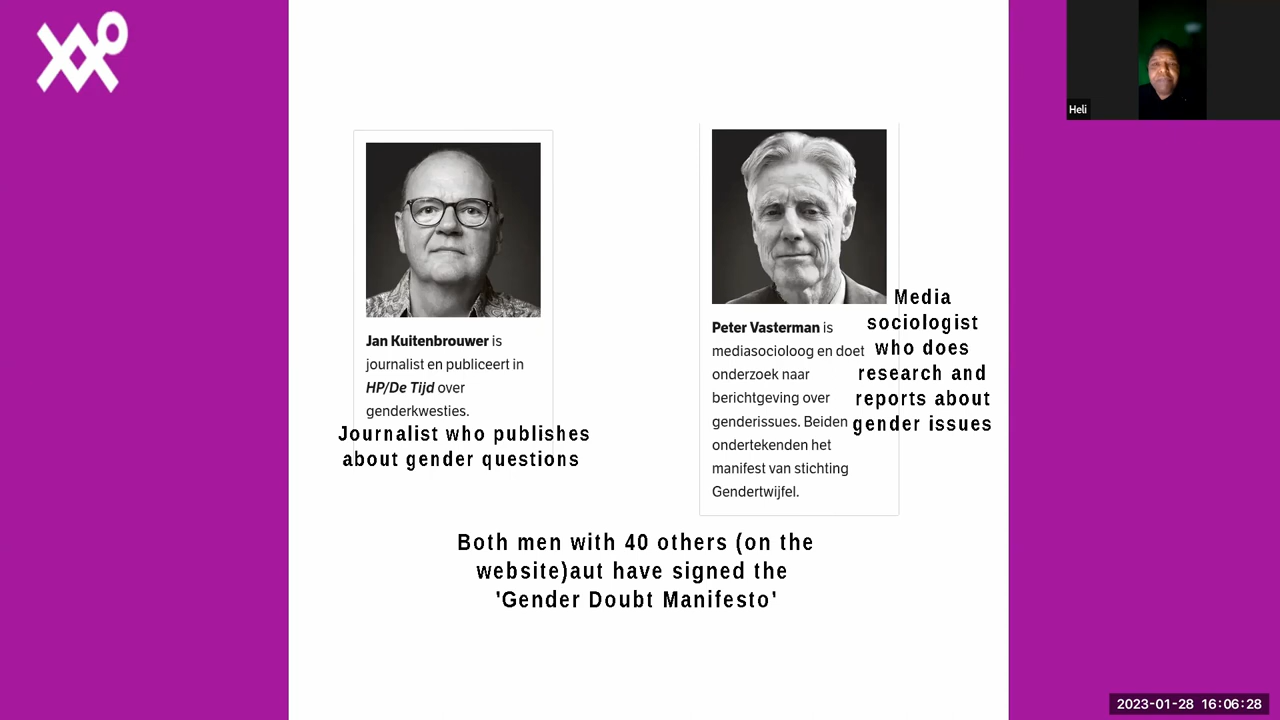 Heli
Jan Kuitenbrouwer is
journalist en publiceert in
HP/De Tijd over
genderkwesties.
Journalist who publishes
about gender questions
Peter Vasterman is
mediasocioloog en doet
onderzoek naar
berichtgeving over
genderissues. Beiden
ondertekenden het
manifest van stichting
Gendertwijfel.
Media
sociologist
who does
research and
reports about
gender issues
Both men with 40 others (on the
website)aut have signed the
'Gender Doubt Manifesto'
2023-01-28 16:06:28